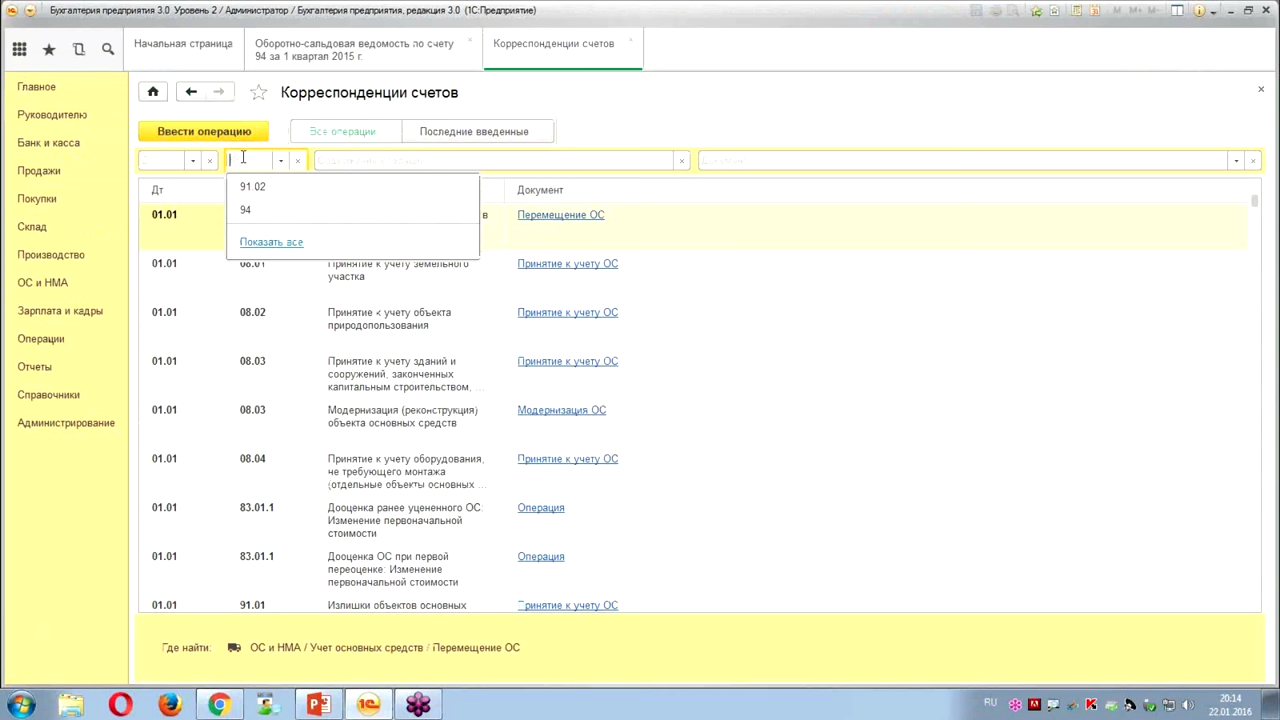 Бухгалтерия предприятия 3.0 Уровень 2 / Администратор / Бухгалтерия предприятия, редакция 3.0 (1С:Предприятие)
M M+ M-
Начальная страница
Оборотно-сальдовая ведомость по счету
94 за 1 квартал 2015 г.
Корреспонденции счетов
Главное
Руководителю
Банк и касса
Продажи
Покупки
Склад
Производство
ОС и НМА
Зарплата и кадры
Операции
Отчеты
Справочники
Администрирование
Корреспонденции счетов
Ввести операцию
Все операции
Последние введенные
91.02
94
Показать все
Дт
Документ
01.01
в
Перемещение ОС
01.01 08.01 Принятие к учету земельного Принятие к учету ОС
участка
01.01 08.02 Принятие к учету объекта Принятие к учету ОС
природопользования
01.01 08.03 Принятие к учету зданий и Принятие к учету ОС
сооружений, законченных
капитальным строительством, ...
01.01 08.03 Модернизация (реконструкция) Модернизация ОС
объекта основных средств
01.01 08.04 Принятие к учету оборудования, Принятие к учету ОС
не требующего монтажа
(отдельные объекты основных ...
01.01 83.01.1 Дооценка ранее уцененного ОС: Операция
Изменение первоначальной
стоимости
01.01 83.01.1 Дооценка ОС при первой Операция
переоценке: Изменение
первоначальной стоимости
01.01 91.01 Излишки объектов основных Принятие к учету ОС
Где найти: ОС и НМА / Учет основных средств / Перемещение ОС
RU
20:14
22.01.2016